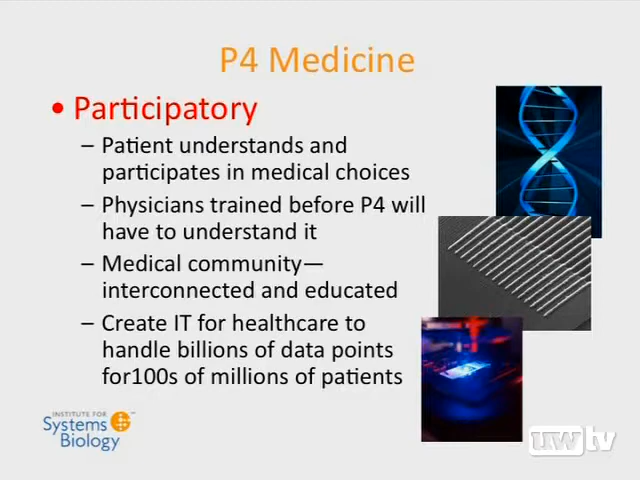 P4 Medicine
• Participatory
– Patient understands and
participates in medical choices
– Physicians trained before P4 will
have to understand it
– Medical community—
interconnected and educated
– Create IT for healthcare to
handle billions of data points
for100s of millions of patients
INSTITUTE FOR
Systems
Biology
uwtv